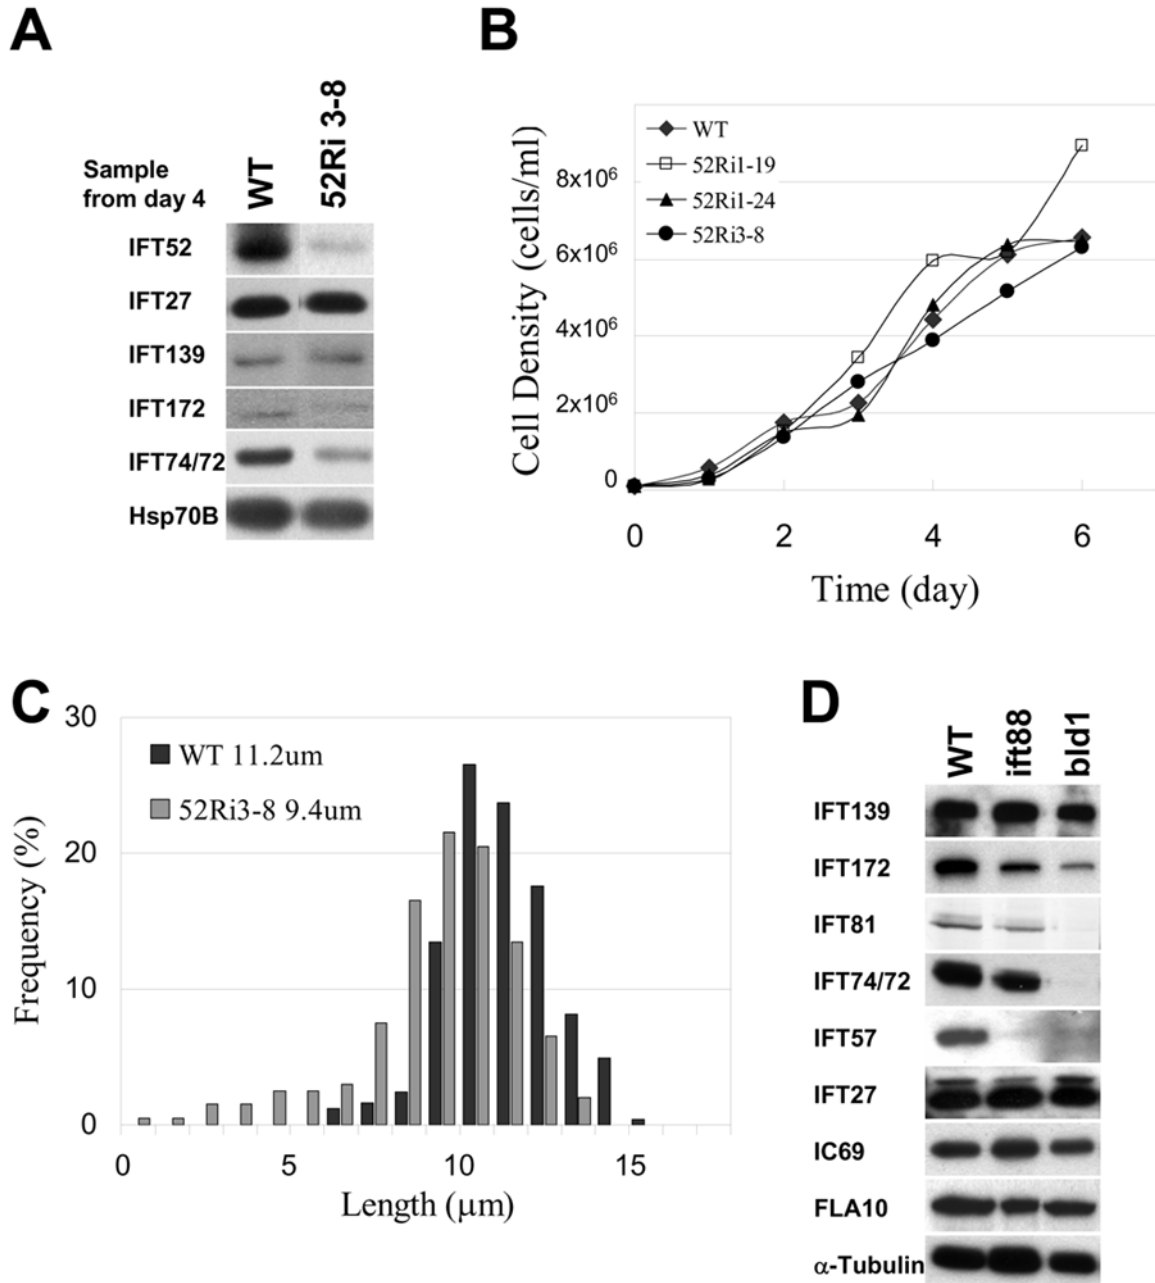 A
Sample
from day 4
WT
52Ri 3-8
IFT52
IFT27
IFT139
IFT172
IFT74/72
Hsp70B
B
Cell Density (cells/ml)
8x10⁶
6x10⁶
4x10⁶
2x10⁶
0
WT
52Ri1-19
52Ri1-24
52Ri3-8
0 2 4 6
Time (day)
C
Frequency (%)
30
20
10
0
WT 11.2um
52Ri3-8 9.4um
0 5 10 15
Length (μm)
D
WT
ift88
bld1
IFT139
IFT172
IFT81
IFT74/72
IFT57
IFT27
IC69
FLA10
α-Tubulin